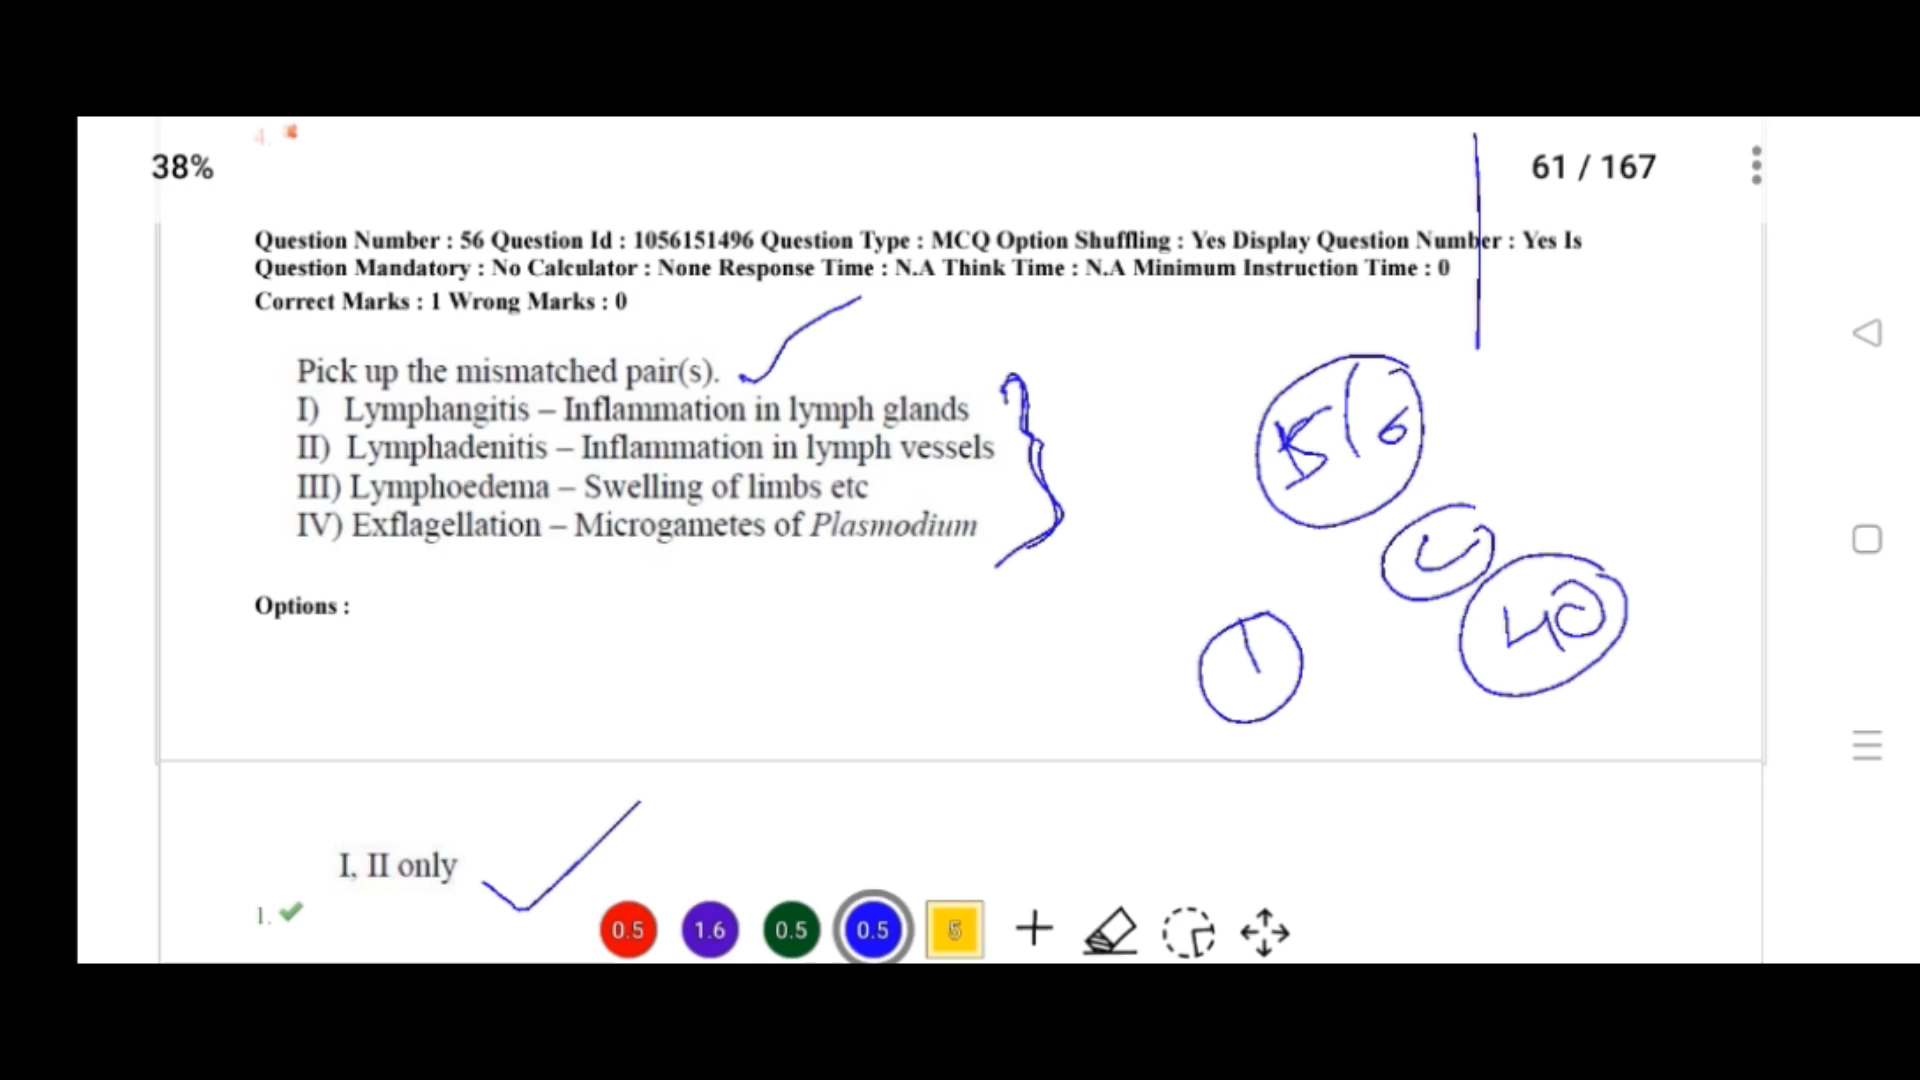 4.
38%
61 / 167
Question Number : 56 Question Id : 1056151496 Question Type : MCQ Option Shuffling : Yes Display Question Number : Yes Is
Question Mandatory : No Calculator : None Response Time : N.A Think Time : N.A Minimum Instruction Time : 0
Correct Marks : 1 Wrong Marks : 0
Pick up the mismatched pair(s).
I) Lymphangitis – Inflammation in lymph glands
II) Lymphadenitis – Inflammation in lymph vessels
III) Lymphoedema – Swelling of limbs etc
IV) Exflagellation – Microgametes of Plasmodium
Options :
I, II only
1.
0.5 1.6 0.5 0.5 5